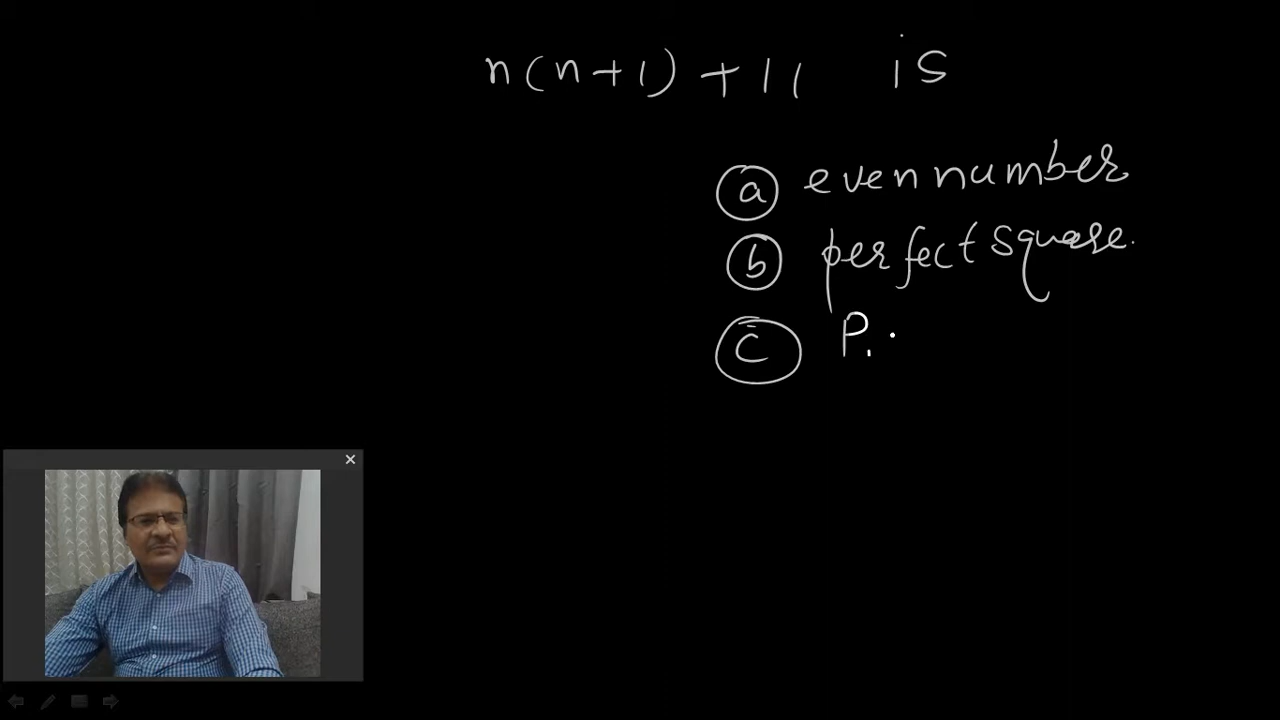 n(n+1) + 11 is
(a) even number
(b) perfect square.
(c) P.